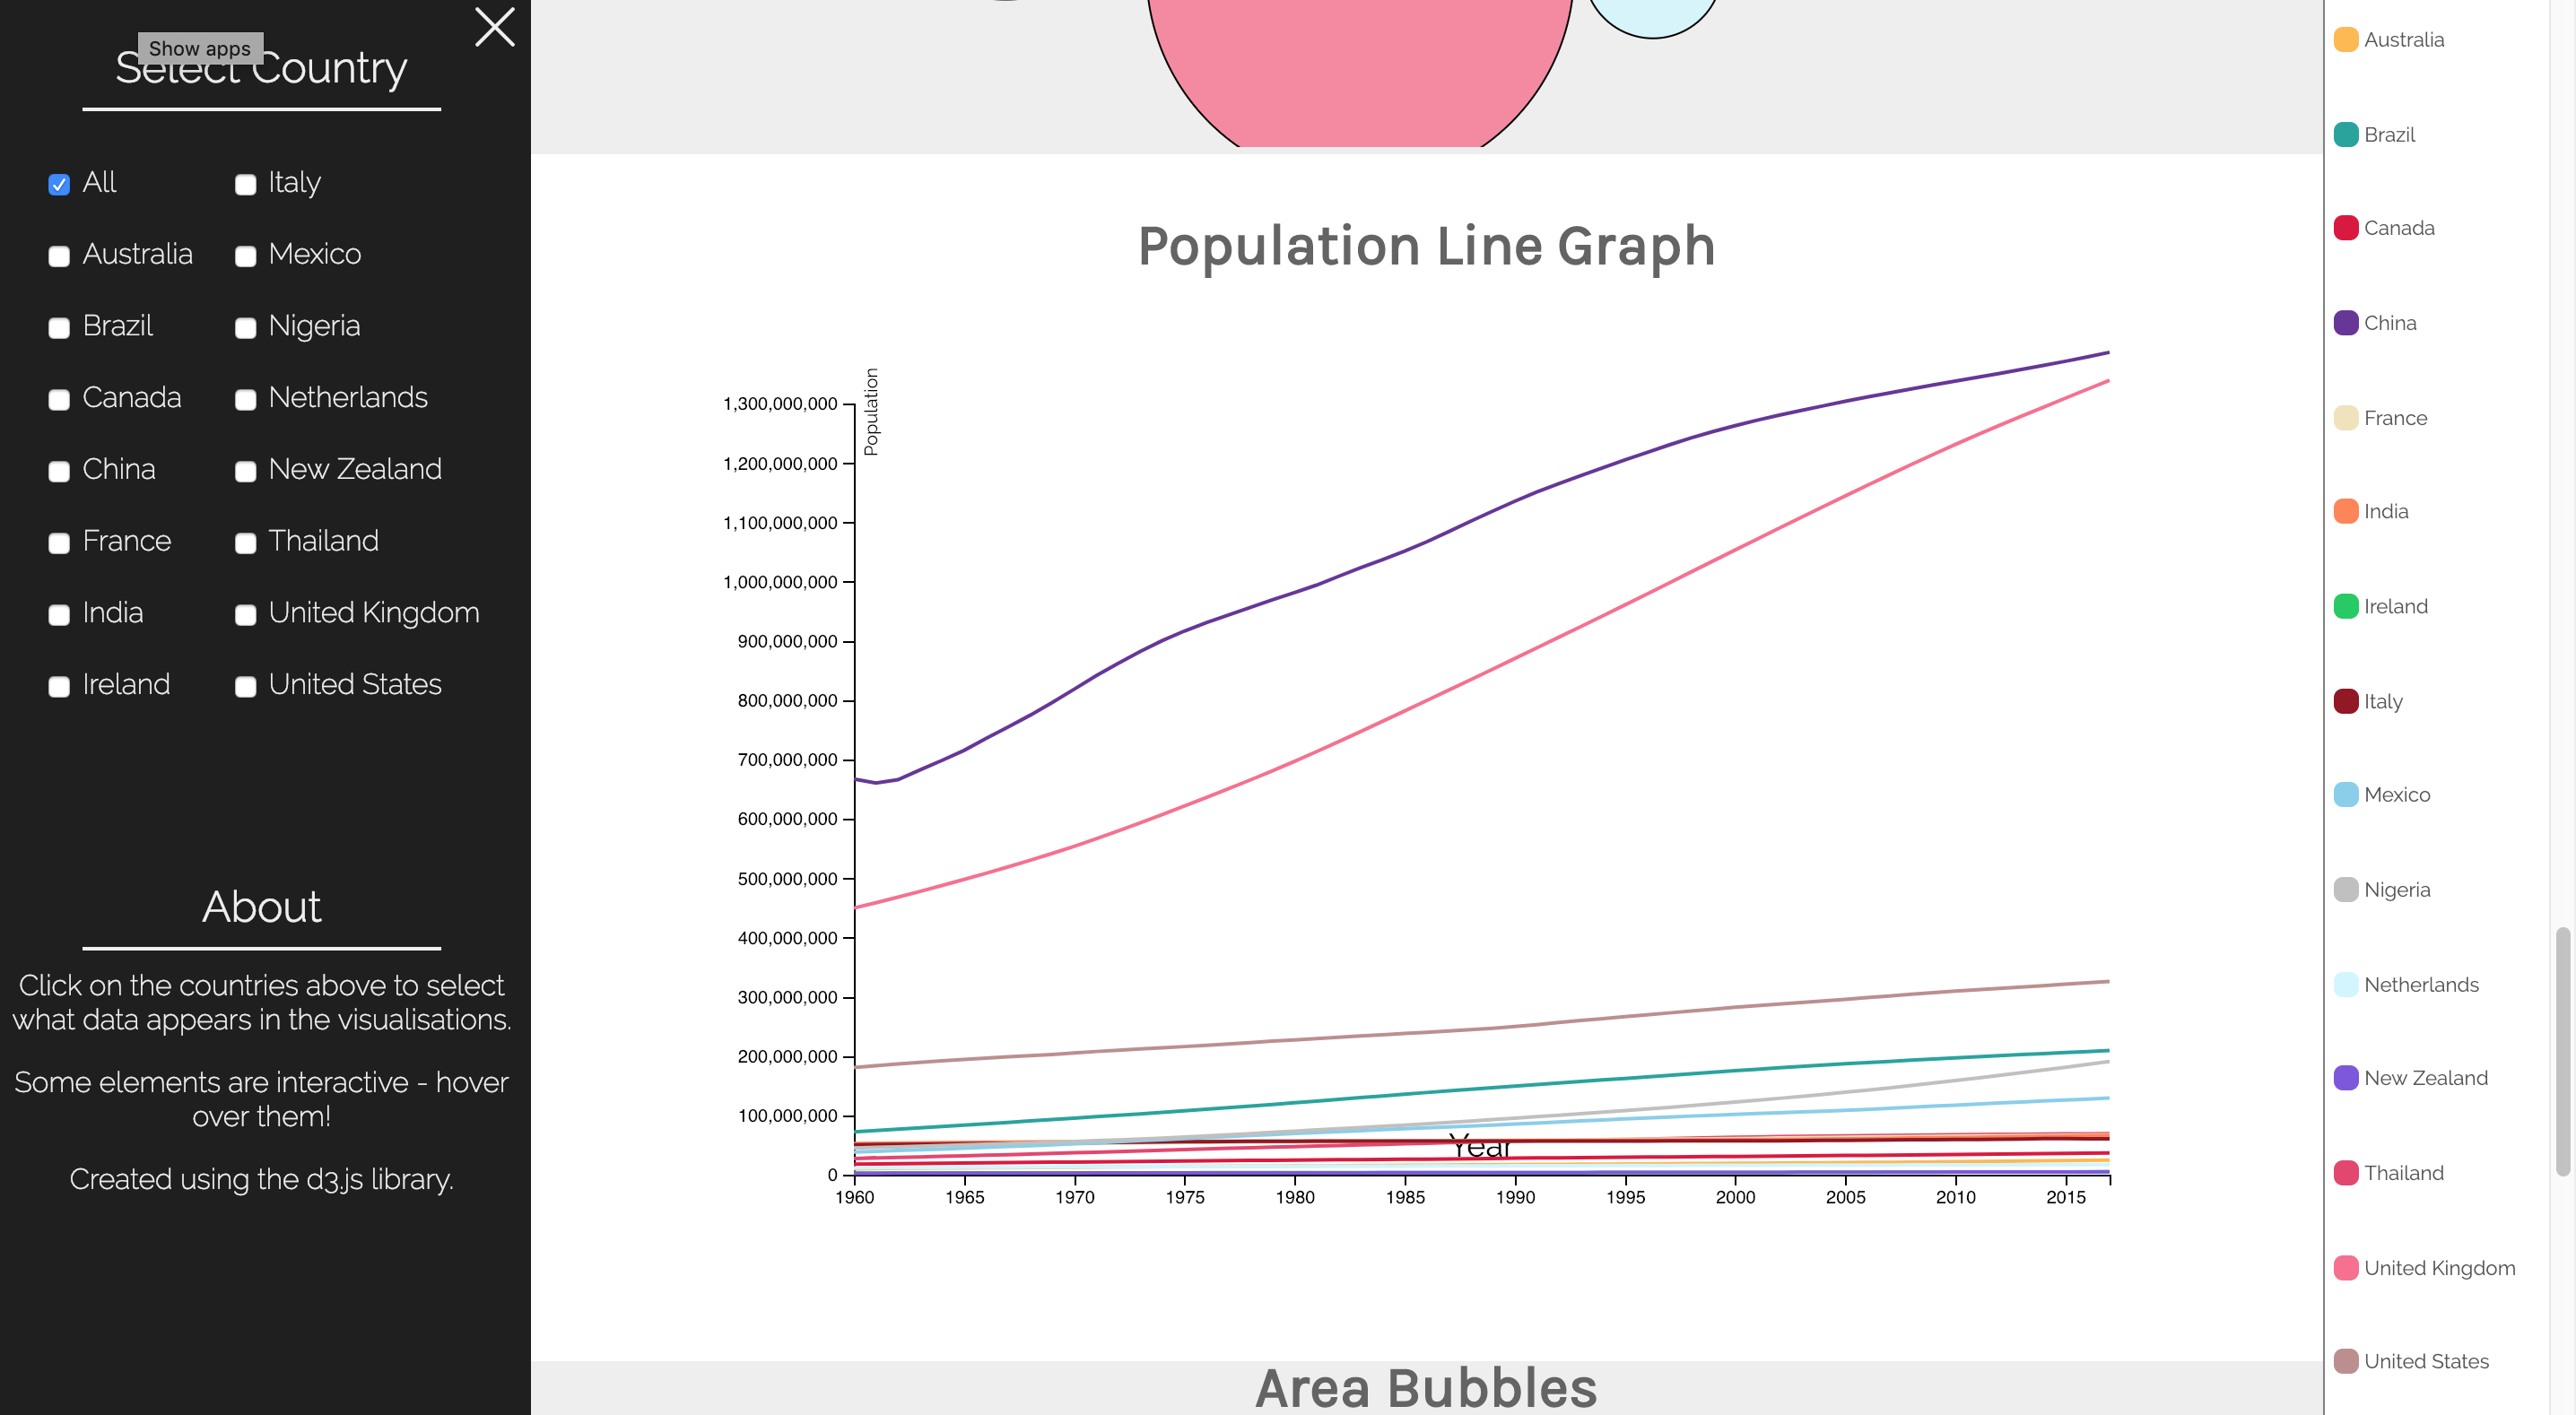 Show apps
Select Country
All
Italy
Australia
Mexico
Brazil
Nigeria
Canada
Netherlands
China
New Zealand
France
Thailand
India
United Kingdom
Ireland
United States
About
Click on the countries above to select
what data appears in the visualisations.
Some elements are interactive - hover
over them!
Created using the d3.js library.
Population Line Graph
Population
1,300,000,000
1,200,000,000
1,100,000,000
1,000,000,000
900,000,000
800,000,000
700,000,000
600,000,000
500,000,000
400,000,000
300,000,000
200,000,000
100,000,000
0
Year
1960 1965 1970 1975 1980 1985 1990 1995 2000 2005 2010 2015
Area Bubbles
Australia
Brazil
Canada
China
France
India
Ireland
Italy
Mexico
Nigeria
Netherlands
New Zealand
Thailand
United Kingdom
United States